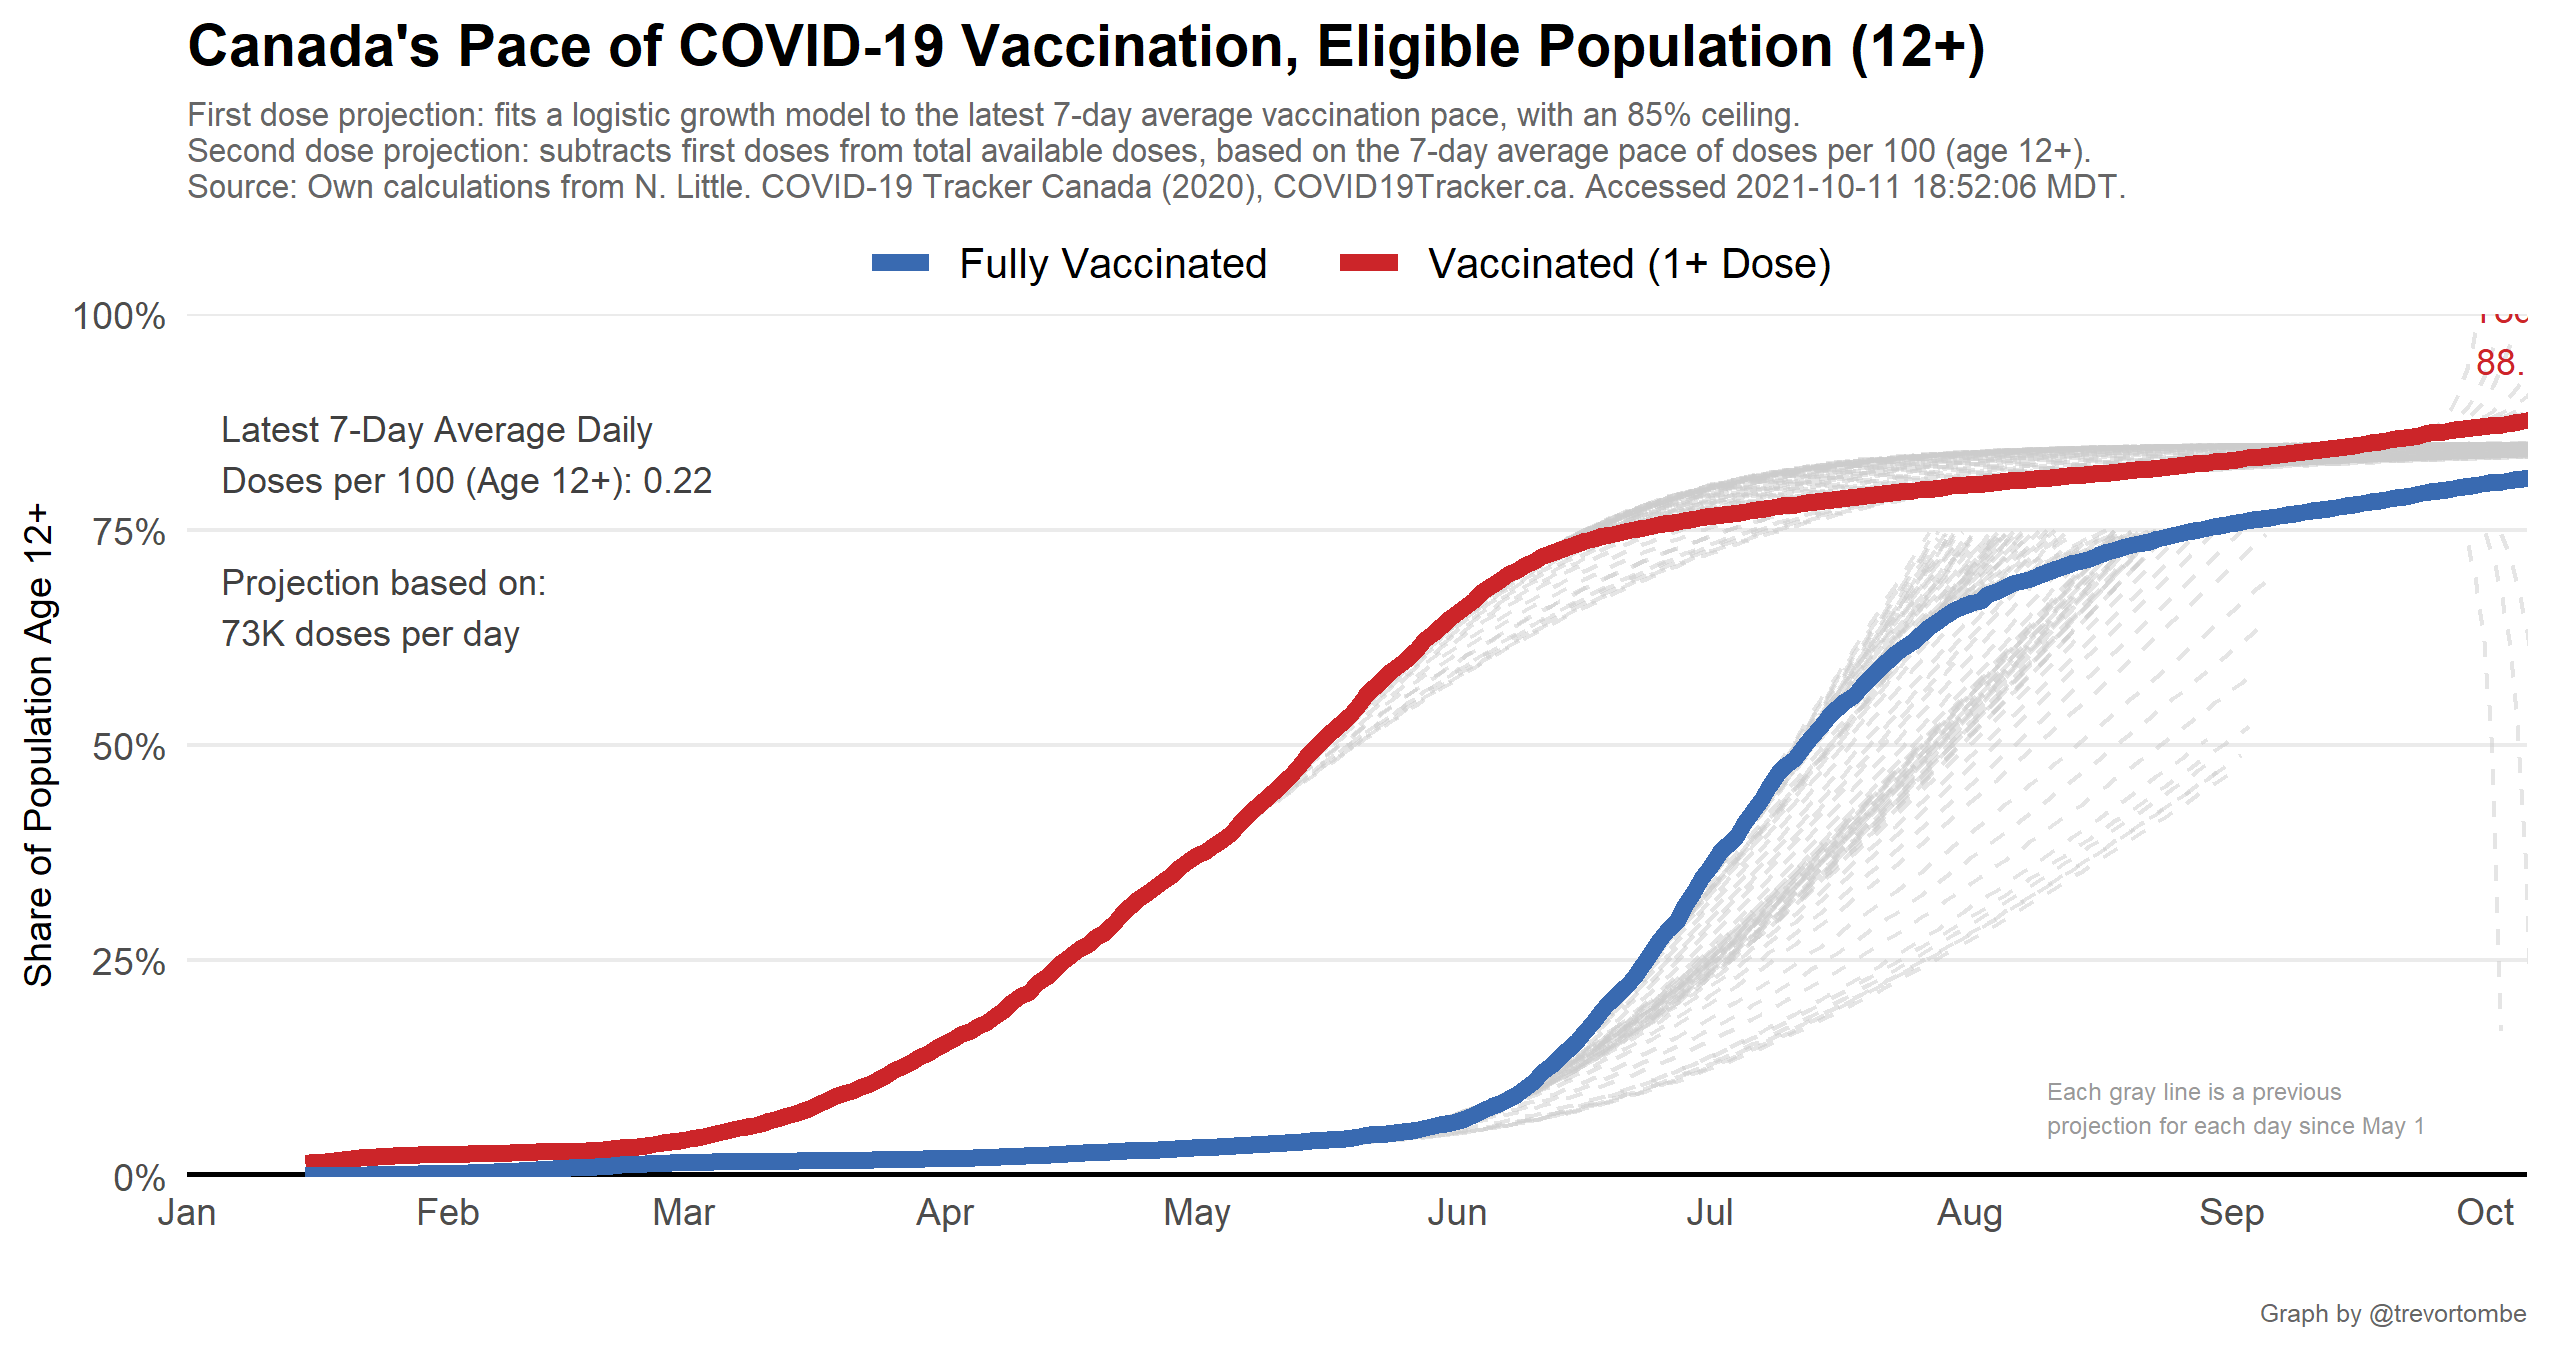 Canada's Pace of COVID-19 Vaccination, Eligible Population (12+)
First dose projection: fits a logistic growth model to the latest 7-day average vaccination pace, with an 85% ceiling.
Second dose projection: subtracts first doses from total available doses, based on the 7-day average pace of doses per 100 (age 12+).
Source: Own calculations from N. Little. COVID-19 Tracker Canada (2020), COVID19Tracker.ca. Accessed 2021-10-11 18:52:06 MDT.
Fully Vaccinated
Vaccinated (1+ Dose)
100%
88.
Latest 7-Day Average Daily
Doses per 100 (Age 12+): 0.22
75%
Projection based on:
73K doses per day
Share of Population Age 12+
50%
25%
Each gray line is a previous
projection for each day since May 1
0%
Jan Feb Mar Apr May Jun Jul Aug Sep Oct
Graph by @trevortombe